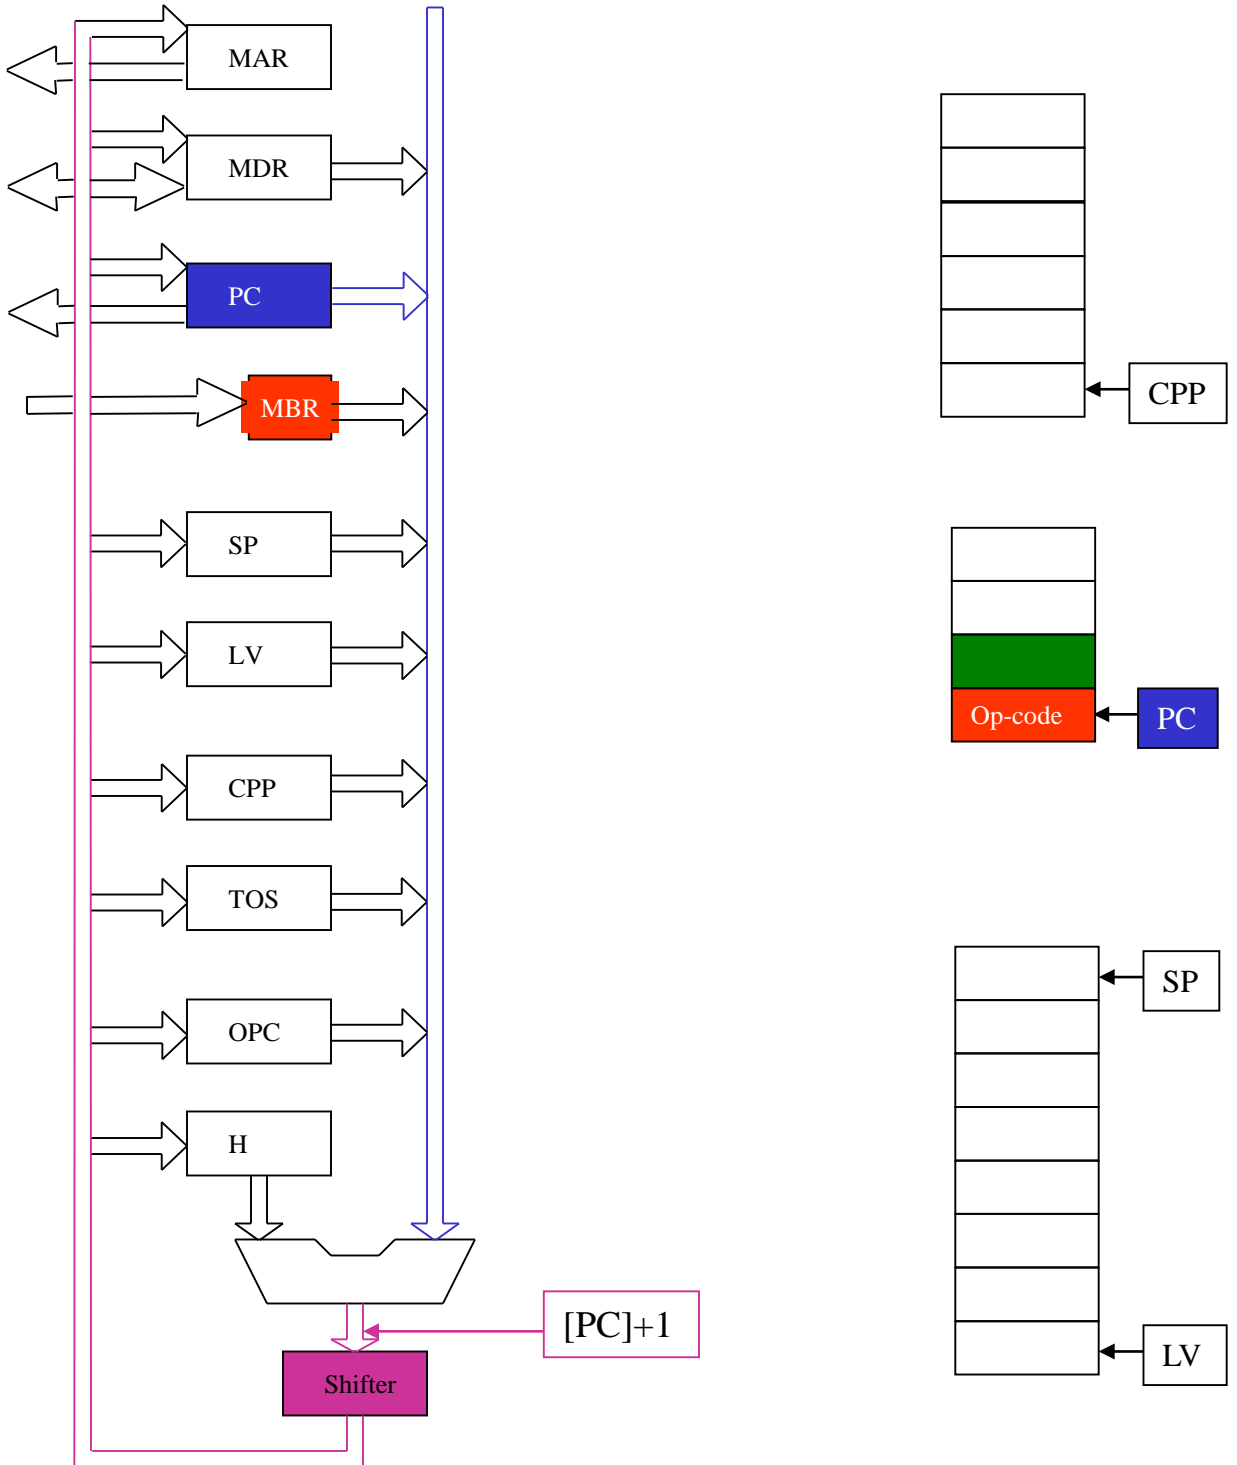 MAR
MDR
PC
MBR
SP
LV
CPP
TOS
OPC
H
[PC]+1
Shifter
CPP
Op-code
PC
SP
LV